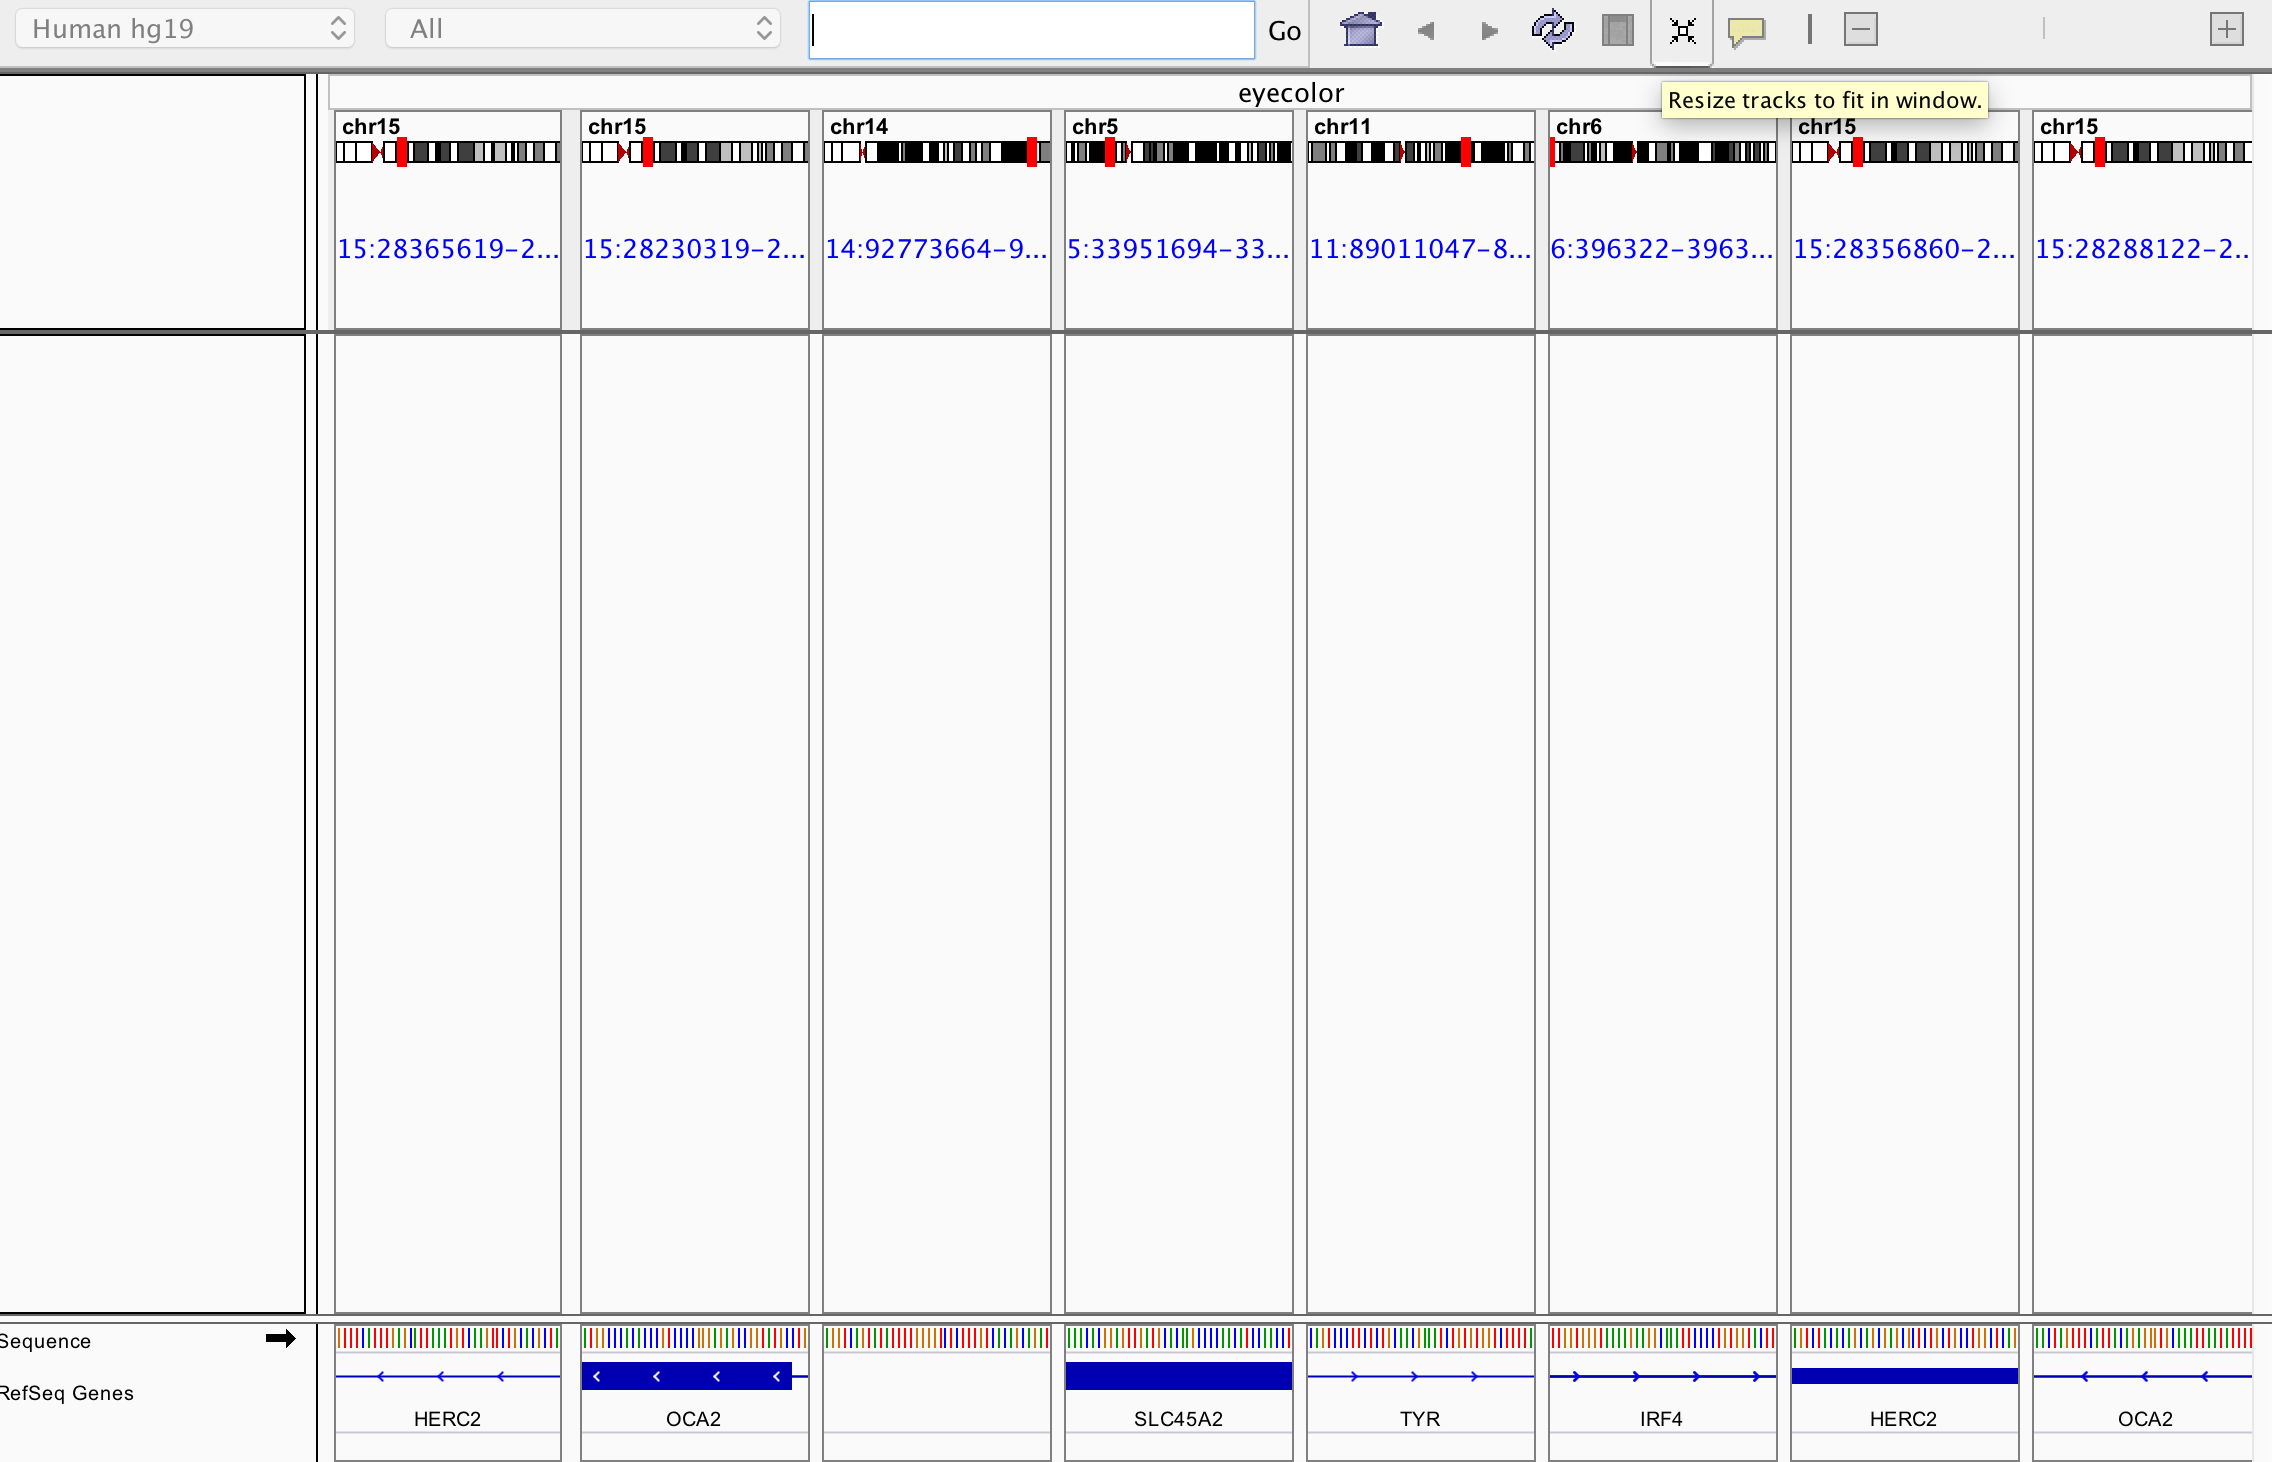 Human hg19 All Go
eyecolor
Resize tracks to fit in window.
chr15 chr15 chr14 chr5 chr11 chr6 chr15 chr15
15:28365619-2... 15:28230319-2... 14:92773664-9... 5:33951694-33... 11:89011047-8... 6:396322-3963... 15:28356860-2... 15:28288122-2..
Sequence
RefSeq Genes
HERC2 OCA2 SLC45A2 TYR IRF4 HERC2 OCA2